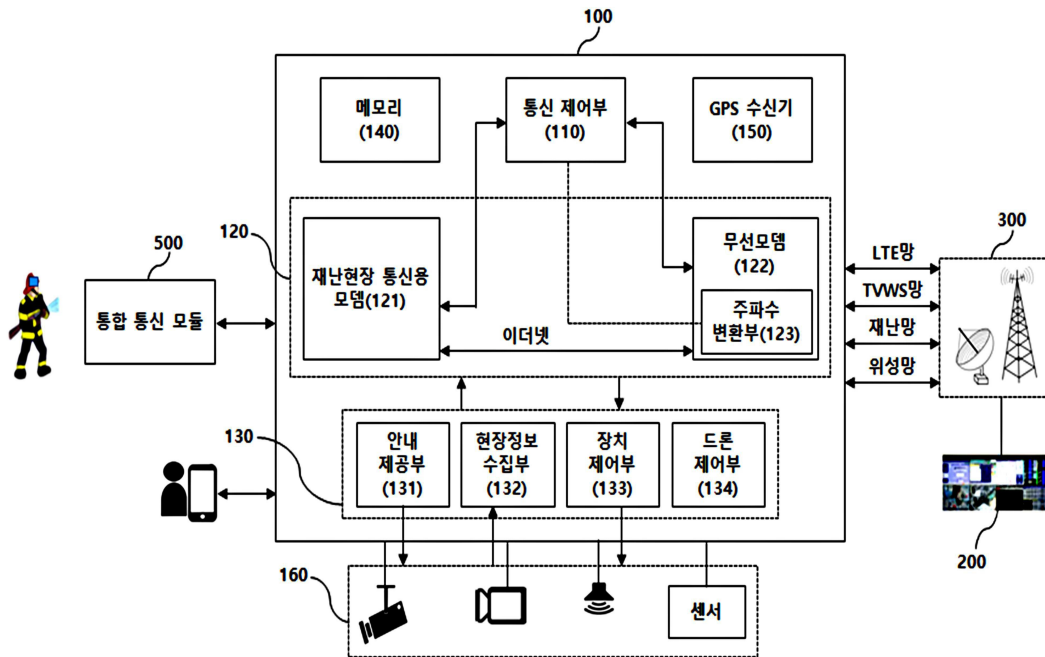 100
메모리
(140)
통신 제어부
(110)
GPS 수신기
(150)
120
500
재난현장 통신용
모뎀(121)
무선모뎀
(122)
주파수
변환부(123)
이더넷
통합 통신 모듈
LTE망
TVWS망
재난망
위성망
300
130
안내
제공부
(131)
현장정보
수집부
(132)
장치
제어부
(133)
드론
제어부
(134)
200
160
센서